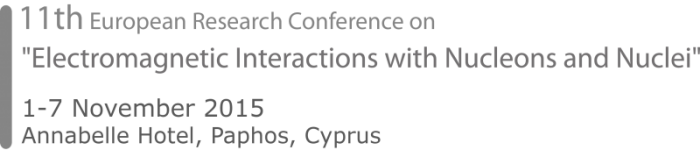 11th European Research Conference on
"Electromagnetic Interactions with Nucleons and Nuclei"
1-7 November 2015
Annabelle Hotel, Paphos, Cyprus